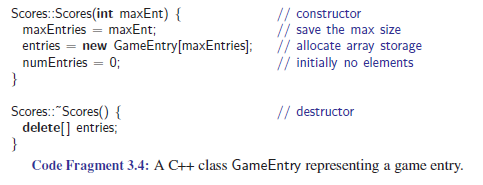 Scores::Scores(int maxEnt) { // constructor
maxEntries = maxEnt; // save the max size
entries = new GameEntry[maxEntries]; // allocate array storage
numEntries = 0; // initially no elements
}
Scores::~Scores() { // destructor
delete[] entries;
}
Code Fragment 3.4: A C++ class GameEntry representing a game entry.